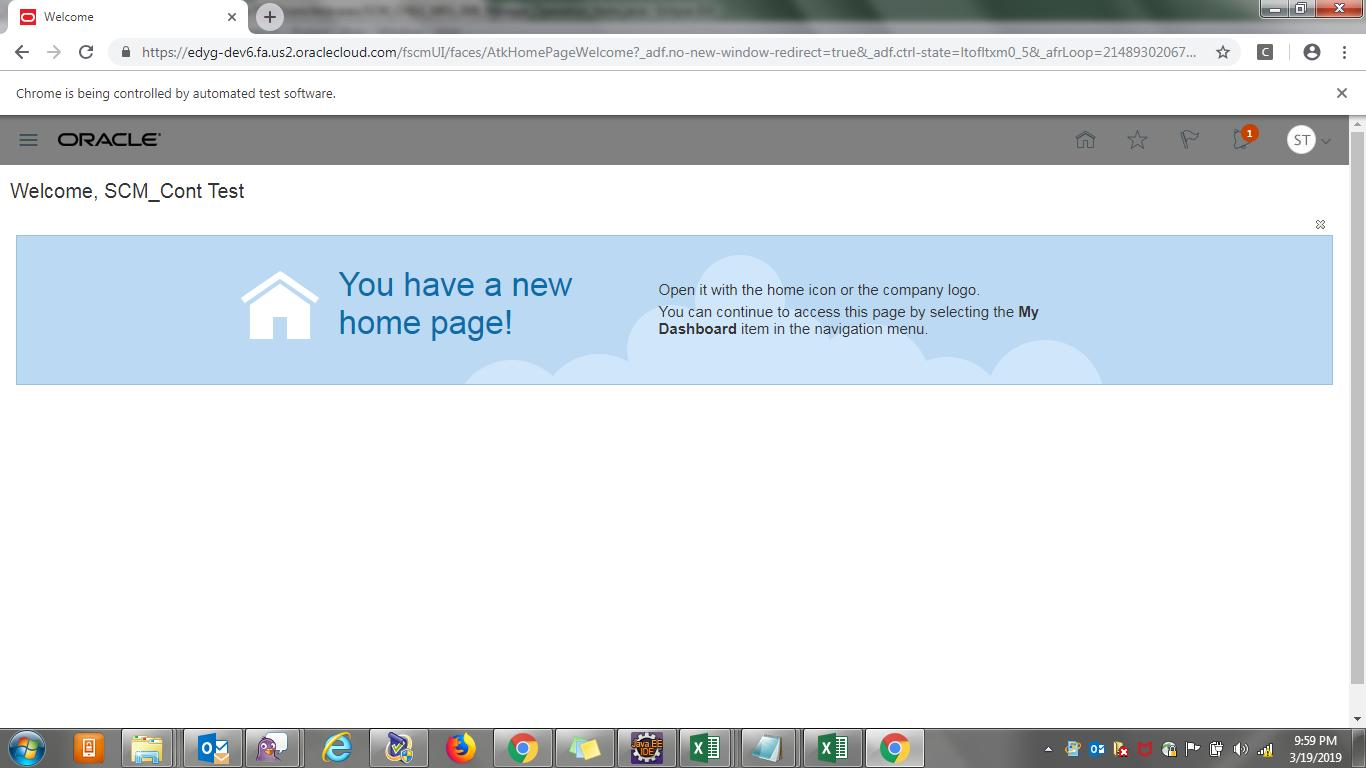 Welcome
https://edyg-dev6.fa.us2.oraclecloud.com/fscmUI/faces/AtkHomePageWelcome?_adf.no-new-window-redirect=true&_adf.ctrl-state=ltofltxm0_5&_afrLoop=21489302067...
C
Chrome is being controlled by automated test software.
ORACLE
1
ST
Welcome, SCM_Cont Test
You have a new
home page!
Open it with the home icon or the company logo.
You can continue to access this page by selecting the My
Dashboard item in the navigation menu.
Java EE
IDE
9:59 PM
3/19/2019